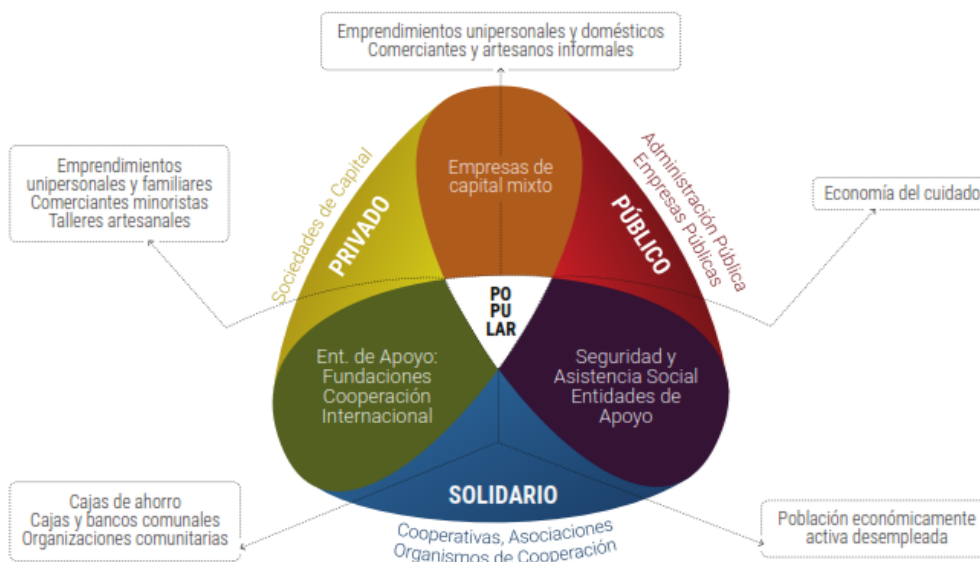 Emprendimientos unipersonales y domésticos
Comerciantes y artesanos informales
Emprendimientos
unipersonales y familiares
Comerciantes minoristas
Talleres artesanales
Sociedades de Capital
PRIVADO
Empresas de
capital mixto
PÚBLICO
Administración Pública
Empresas Públicas
Economía del cuidado
PO
PU
LAR
Ent. de Apoyo:
Fundaciones
Cooperación
Internacional
Seguridad y
Asistencia Social
Entidades de
Apoyo
SOLIDARIO
Cooperativas, Asociaciones
Organismos de Cooperación
Cajas de ahorro
Cajas y bancos comunales
Organizaciones comunitarias
Población económicamente
activa desempleada